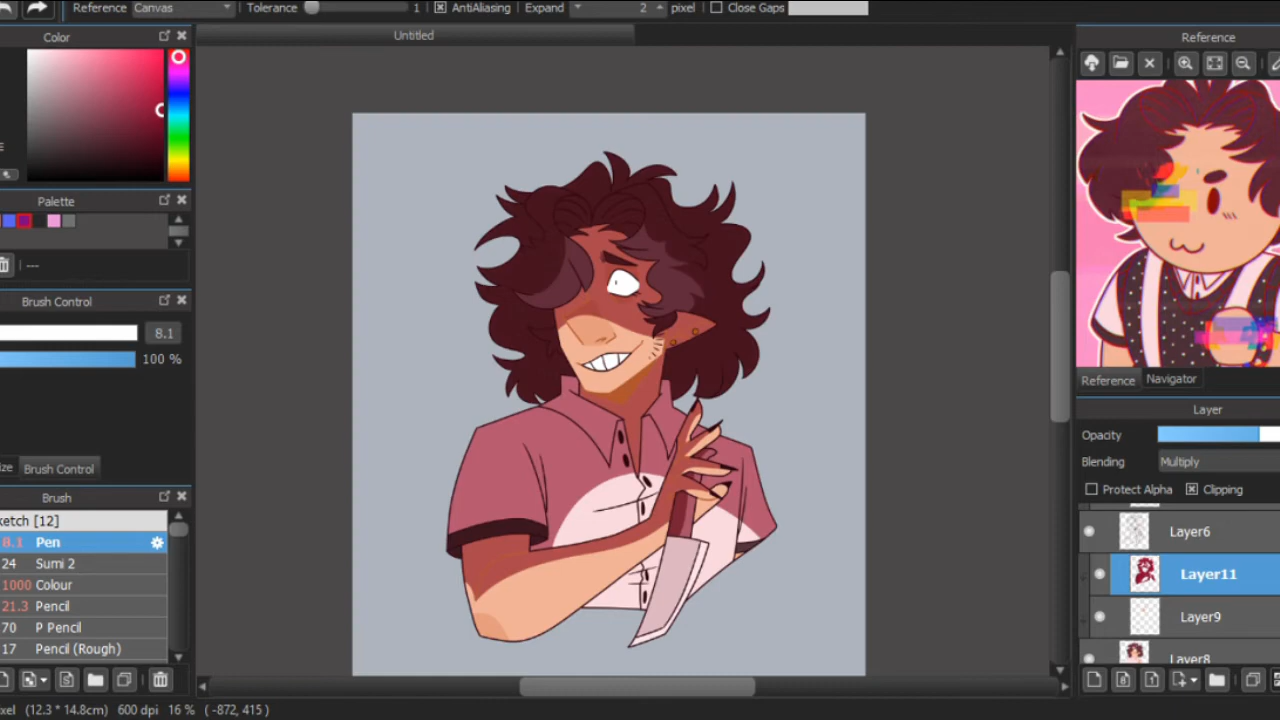 Reference Canvas Tolerance 1 AntiAliasing Expand 2 pixel Close Gaps
Color
Untitled
Reference
Palette
---
Brush Control
8.1
100 %
Brush Control
Brush
[12]
8.1 Pen
24 Sumi 2
1000 Colour
21.3 Pencil
70 P Pencil
17 Pencil (Rough)
Reference Navigator
Layer
Opacity
Blending Multiply
Protect Alpha Clipping
Layer6
Layer11
Layer9
Layer8
(12.3 * 14.8cm) 600 dpi 16 % ( -872, 415 )